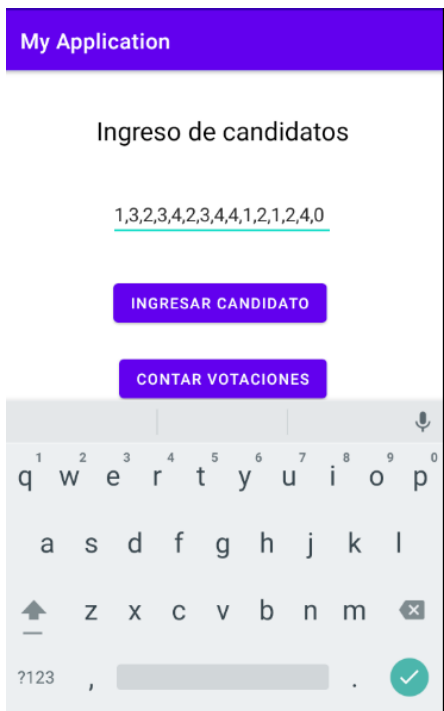 My Application
Ingreso de candidatos
1,3,2,3,4,2,3,4,4,1,2,1,2,4,0
INGRESAR CANDIDATO
CONTAR VOTACIONES
1 2 3 4 5 6 7 8 9 0
q w e r t y u i o p
a s d f g h j k l
z x c v b n m
?123 , .